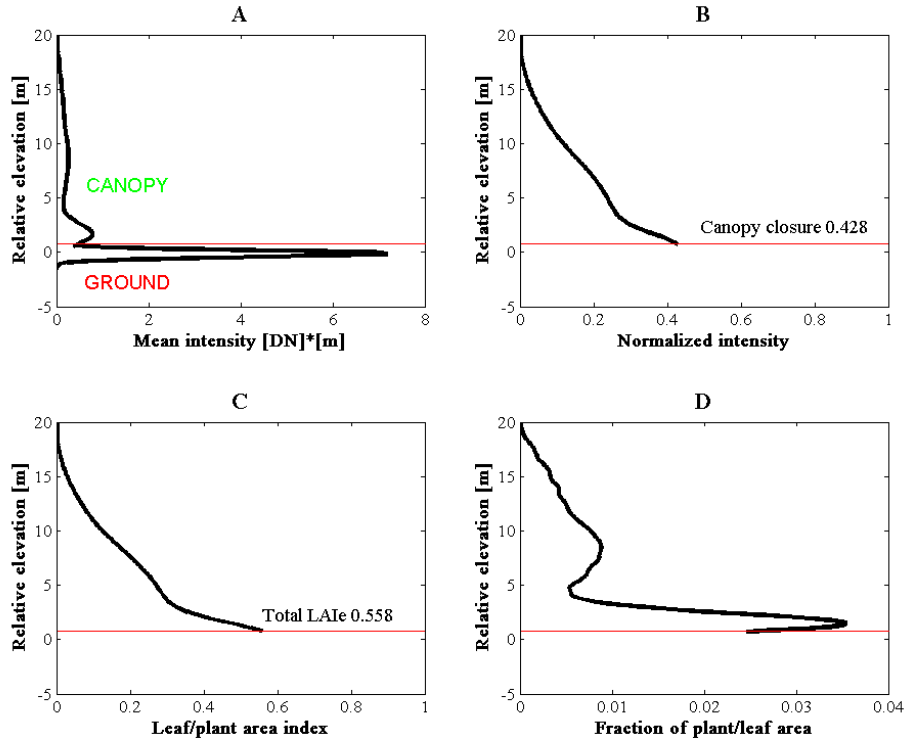 A
20
15
10
5
0
-5
Relative elevation [m]
CANOPY
GROUND
0 2 4 6 8
Mean intensity [DN]*[m]
B
20
15
10
5
0
-5
Relative elevation [m]
Canopy closure 0.428
0 0.2 0.4 0.6 0.8 1
Normalized intensity
C
20
15
10
5
0
-5
Relative elevation [m]
Total LAIe 0.558
0 0.2 0.4 0.6 0.8 1
Leaf/plant area index
D
20
15
10
5
0
-5
Relative elevation [m]
0 0.01 0.02 0.03 0.04
Fraction of plant/leaf area